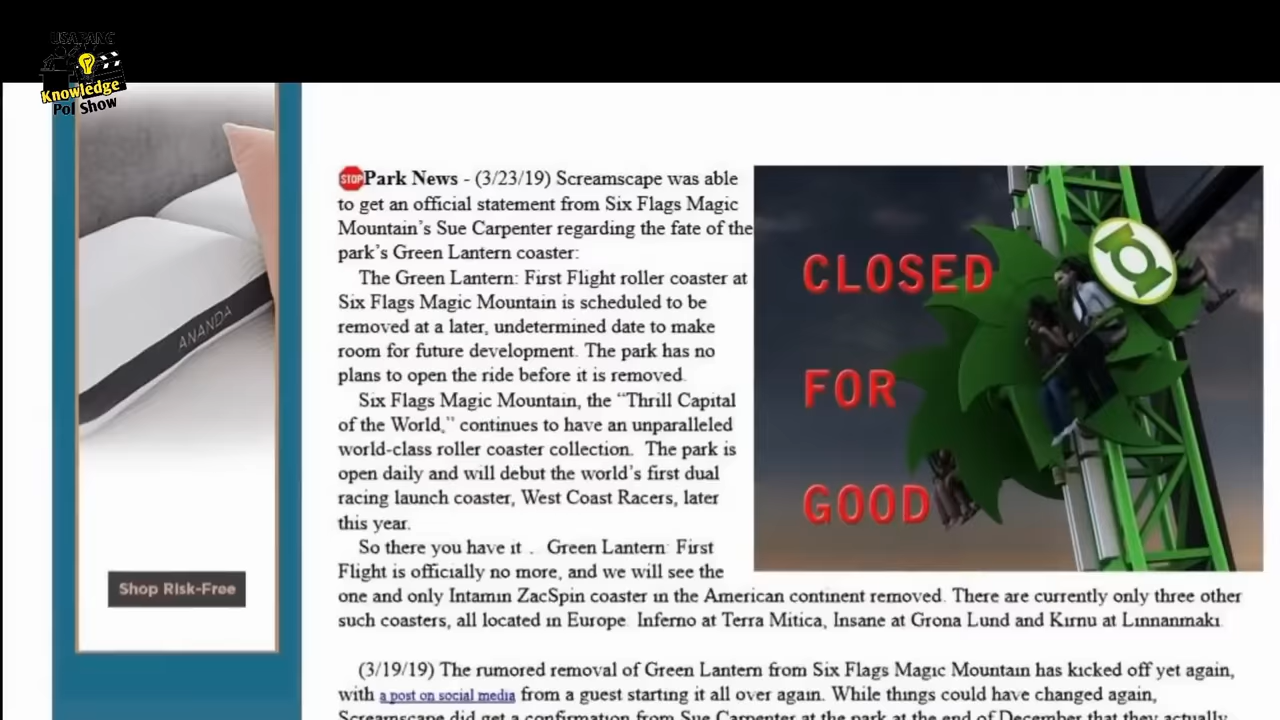 USAPANG
Knowledge
Pol Show
ANANDA
Shop Risk-Free
STOP Park News - (3/23/19) Screamscape was able
to get an official statement from Six Flags Magic
Mountain's Sue Carpenter regarding the fate of the
park's Green Lantern coaster:
The Green Lantern: First Flight roller coaster at
Six Flags Magic Mountain is scheduled to be
removed at a later, undetermined date to make
room for future development. The park has no
plans to open the ride before it is removed.
Six Flags Magic Mountain, the "Thrill Capital
of the World," continues to have an unparalleled
world-class roller coaster collection. The park is
open daily and will debut the world's first dual
racing launch coaster, West Coast Racers, later
this year.
So there you have it . Green Lantern: First
Flight is officially no more, and we will see the
one and only Intamin ZacSpin coaster in the American continent removed. There are currently only three other
such coasters, all located in Europe. Inferno at Terra Mitica, Insane at Grona Lund and Kirnu at Linnanmaki.
(3/19/19) The rumored removal of Green Lantern from Six Flags Magic Mountain has kicked off yet again,
with a post on social media from a guest starting it all over again. While things could have changed again,
Screamscape did get a confirmation from Sue Carpenter at the park at the end of December that they actually
CLOSED
FOR
GOOD